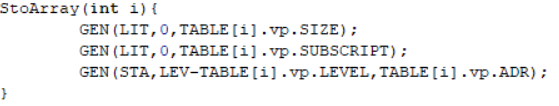 StoArray(int i){
GEN(LIT,0,TABLE[i].vp.SIZE);
GEN(LIT,0,TABLE[i].vp.SUBSCRIPT);
GEN(STA,LEV-TABLE[i].vp.LEVEL,TABLE[i].vp.ADR);
}